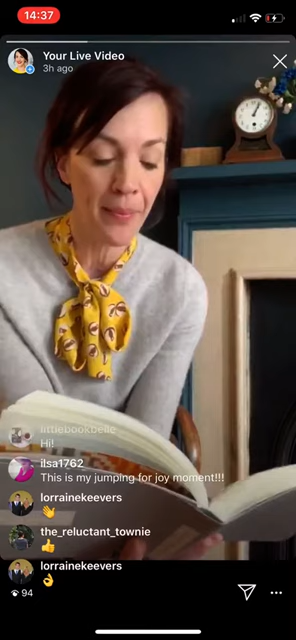 14:37
Your Live Video
3h ago
littlebookbelle
Hi!
ilsa1762
This is my jumping for joy moment!!!
lorrainekeevers
👋
the_reluctant_townie
👍
lorrainekeevers
👌
94